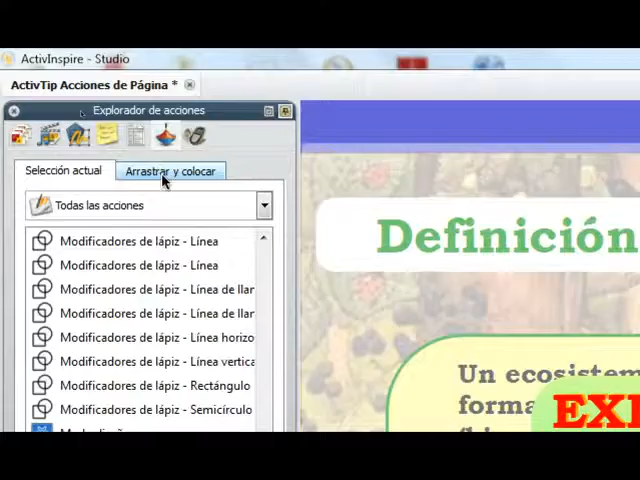 ActivInspire - Studio
ActivTip Acciones de Página *
Explorador de acciones
Selección actual
Arrastrar y colocar
Todas las acciones
Modificadores de lápiz - Línea
Modificadores de lápiz - Línea
Modificadores de lápiz - Línea de llar
Modificadores de lápiz - Línea de llar
Modificadores de lápiz - Línea horizo
Modificadores de lápiz - Línea vertica
Modificadores de lápiz - Rectángulo
Modificadores de lápiz - Semicírculo
Definición
Un ecosistem
forma
EXI